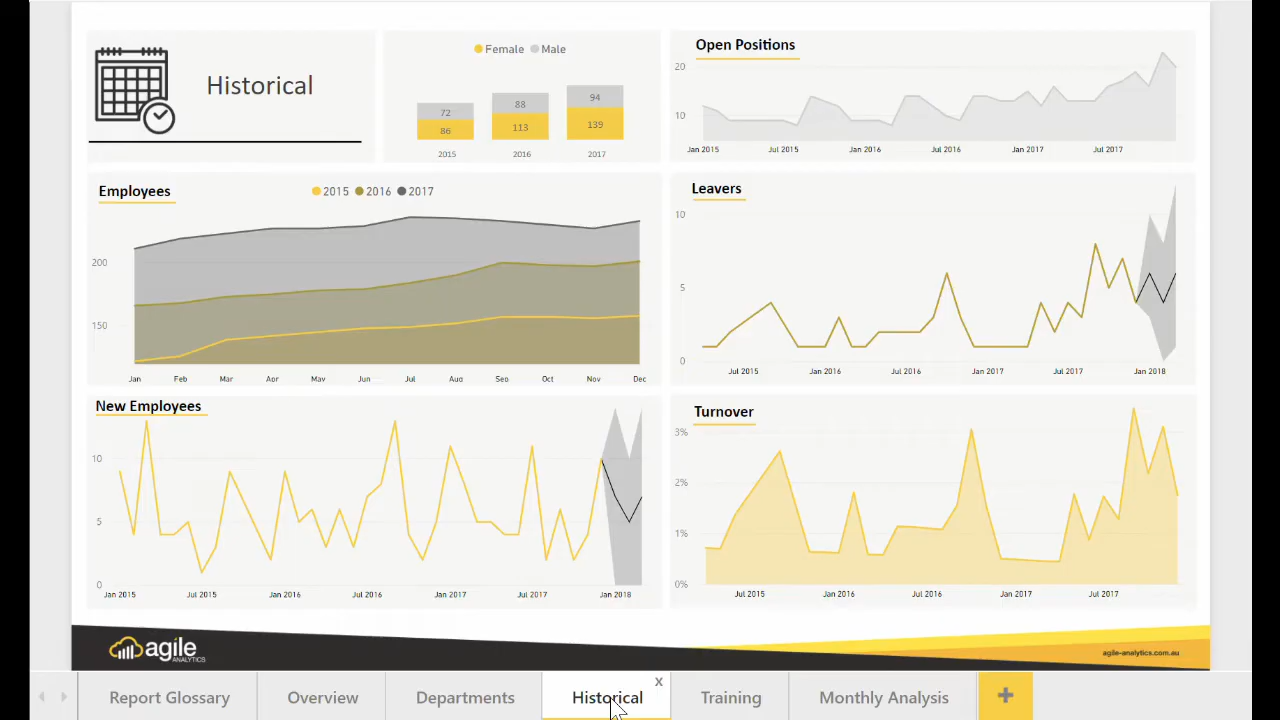 Historical
Female Male
72 88 94
86 113 139
2015 2016 2017
Open Positions
20
10
Jan 2015 Jul 2015 Jan 2016 Jul 2016 Jan 2017 Jul 2017
Employees
2015 2016 2017
200
150
Jan Feb Mar Apr May Jun Jul Aug Sep Oct Nov Dec
Leavers
10
5
0
Jul 2015 Jan 2016 Jul 2016 Jan 2017 Jul 2017 Jan 2018
New Employees
10
5
0
Jan 2015 Jul 2015 Jan 2016 Jul 2016 Jan 2017 Jul 2017 Jan 2018
Turnover
3%
2%
1%
0%
Jul 2015 Jan 2016 Jul 2016 Jan 2017 Jul 2017
agile
ANALYTICS
agile-analytics.com.au
Report Glossary Overview Departments Historical x Training Monthly Analysis +